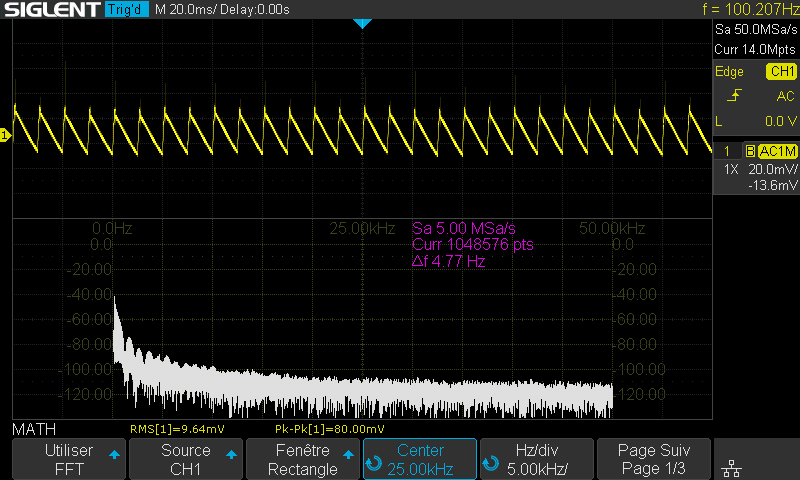 SIGLENT Trig'd M 20.0ms/ Delay:0.00s f = 100.207Hz
Sa 50.0MSa/s
Curr 14.0Mpts
Edge CH1
AC
L 0.0 V
1 B AC1M
1X 20.0mV/
-13.6mV
1
0.0Hz 25.00kHz 50.00kHz
Sa 5.00 MSa/s
0.0 0.0
Curr 1048576 pts
Δf 4.77 Hz
-20.00 -20.00
-40.00 -40.00
-60.00 -60.00
-80.00 -80.00
-100.00 -100.00
-120.00 -120.00
MATH RMS[1]=9.64mV Pk-Pk[1]=80.00mV
Utiliser
FFT
Source
CH1
Fenêtre
Rectangle
Center
25.00kHz
Hz/div
5.00kHz/
Page Suiv
Page 1/3